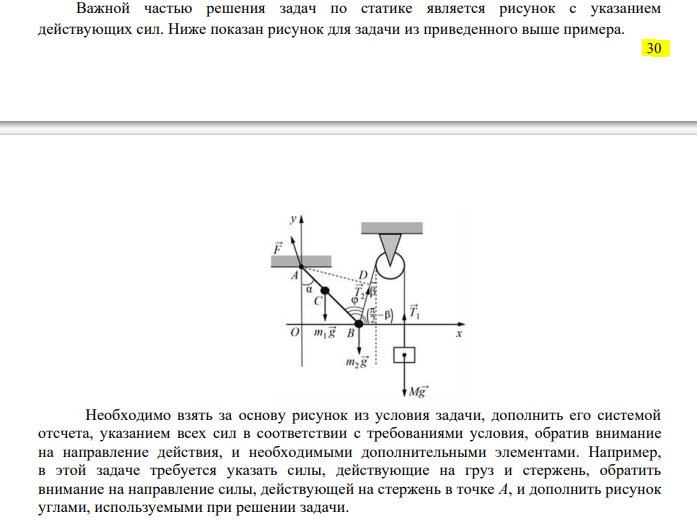 Важной частью решения задач по статике является рисунок с указанием
действующих сил. Ниже показан рисунок для задачи из приведенного выше примера.
30
y
F
A
D
α
T₂ β
C
φ
–β)
T₁
O m₁g B
x
m₂g
Mg
Необходимо взять за основу рисунок из условия задачи, дополнить его системой
отсчета, указанием всех сил в соответствии с требованиями условия, обратив внимание
на направление действия, и необходимыми дополнительными элементами. Например,
в этой задаче требуется указать силы, действующие на груз и стержень, обратить
внимание на направление силы, действующей на стержень в точке A, и дополнить рисунок
углами, используемыми при решении задачи.